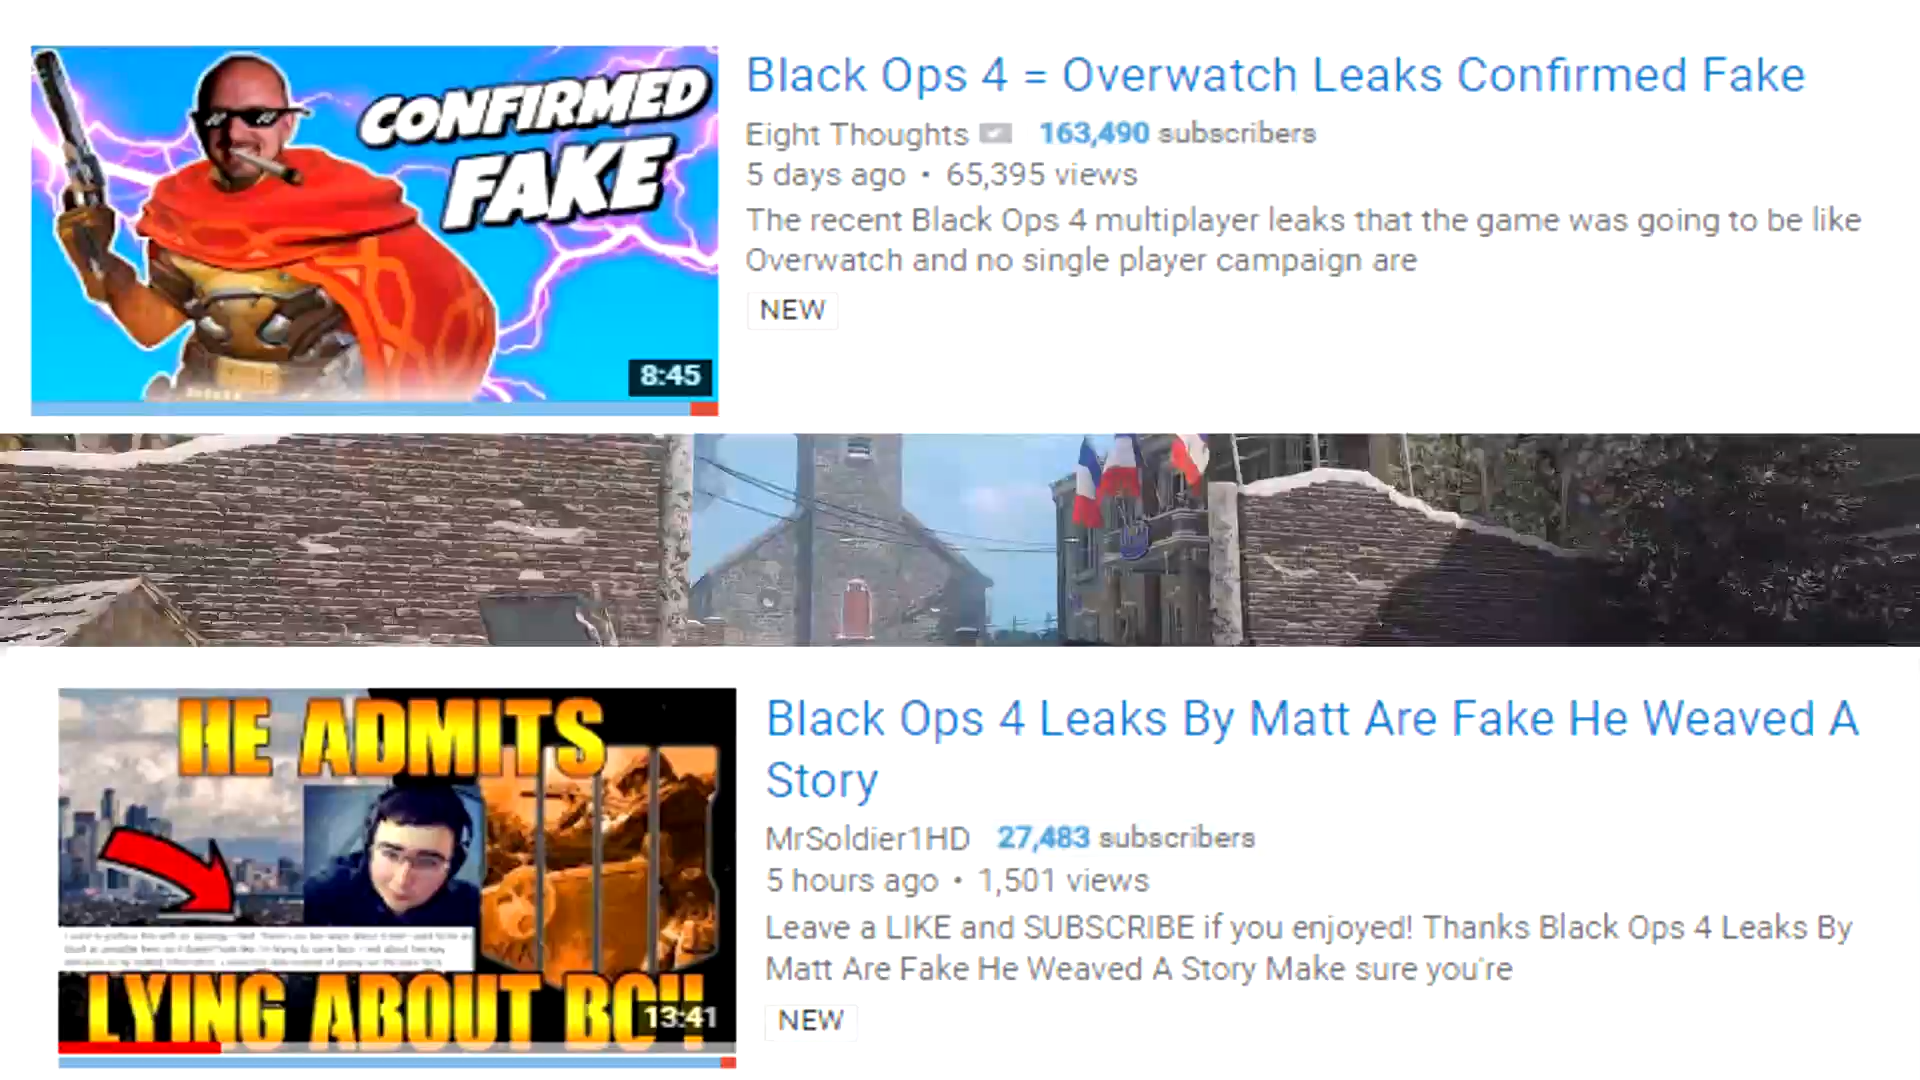 CONFIRMED
FAKE
8:45
Black Ops 4 = Overwatch Leaks Confirmed Fake
Eight Thoughts 163,490 subscribers
5 days ago • 65,395 views
The recent Black Ops 4 multiplayer leaks that the game was going to be like
Overwatch and no single player campaign are
NEW
HE ADMITS
LYING ABOUT
13:41
Black Ops 4 Leaks By Matt Are Fake He Weaved A
Story
MrSoldier1HD 27,483 subscribers
5 hours ago • 1,501 views
Leave a LIKE and SUBSCRIBE if you enjoyed! Thanks Black Ops 4 Leaks By
Matt Are Fake He Weaved A Story Make sure you're
NEW